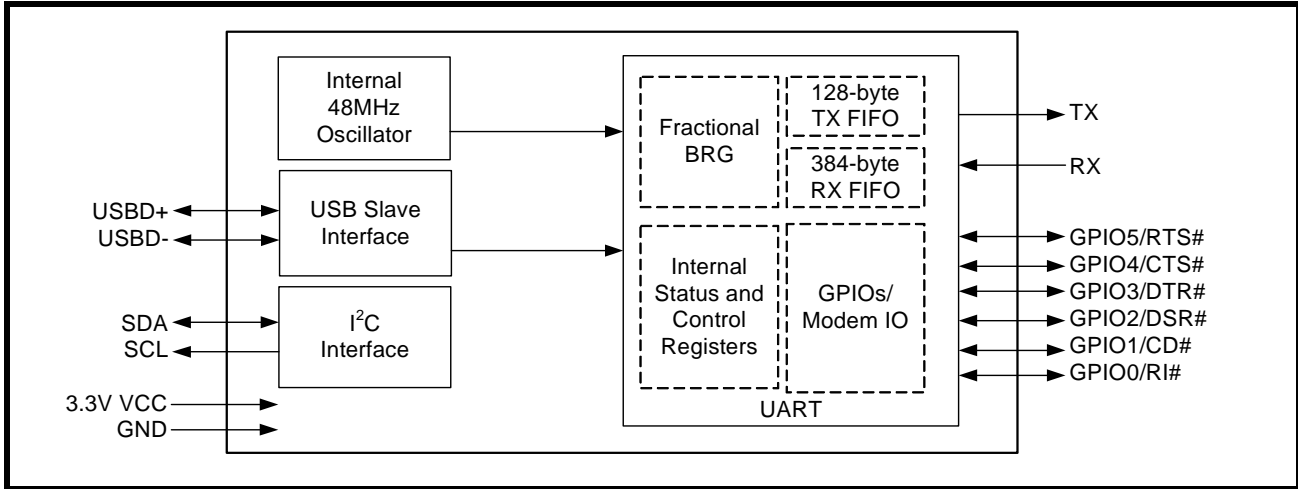 Internal
48MHz
Oscillator
USB Slave
Interface
I²C
Interface
USBD+
USBD-
SDA
SCL
3.3V VCC
GND
Fractional
BRG
128-byte
TX FIFO
384-byte
RX FIFO
Internal
Status and
Control
Registers
GPIOs/
Modem IO
UART
TX
RX
GPIO5/RTS#
GPIO4/CTS#
GPIO3/DTR#
GPIO2/DSR#
GPIO1/CD#
GPIO0/RI#